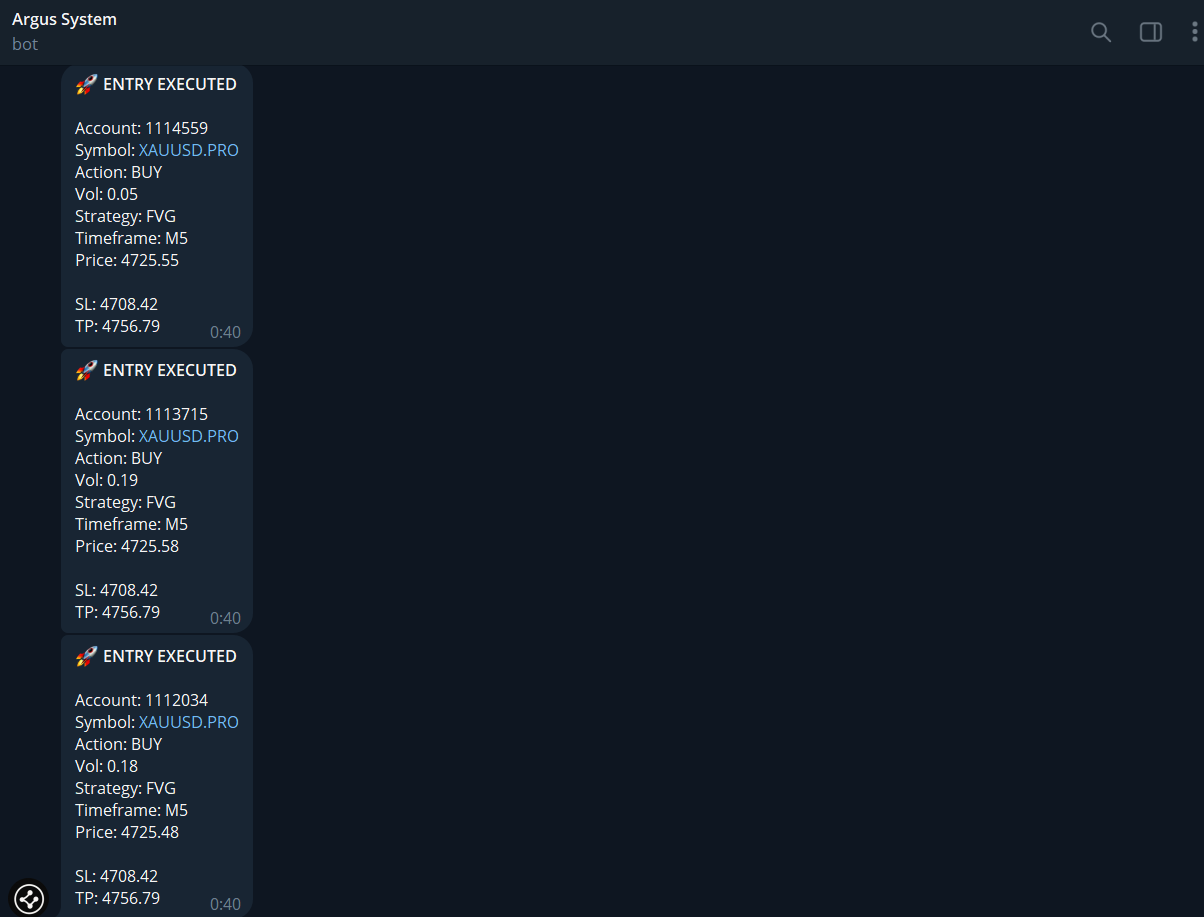 Argus System
bot
🚀 ENTRY EXECUTED
Account: 1114559
Symbol: XAUUSD.PRO
Action: BUY
Vol: 0.05
Strategy: FVG
Timeframe: M5
Price: 4725.55
SL: 4708.42
TP: 4756.79
0:40
🚀 ENTRY EXECUTED
Account: 1113715
Symbol: XAUUSD.PRO
Action: BUY
Vol: 0.19
Strategy: FVG
Timeframe: M5
Price: 4725.58
SL: 4708.42
TP: 4756.79
0:40
🚀 ENTRY EXECUTED
Account: 1112034
Symbol: XAUUSD.PRO
Action: BUY
Vol: 0.18
Strategy: FVG
Timeframe: M5
Price: 4725.48
SL: 4708.42
TP: 4756.79
0:40